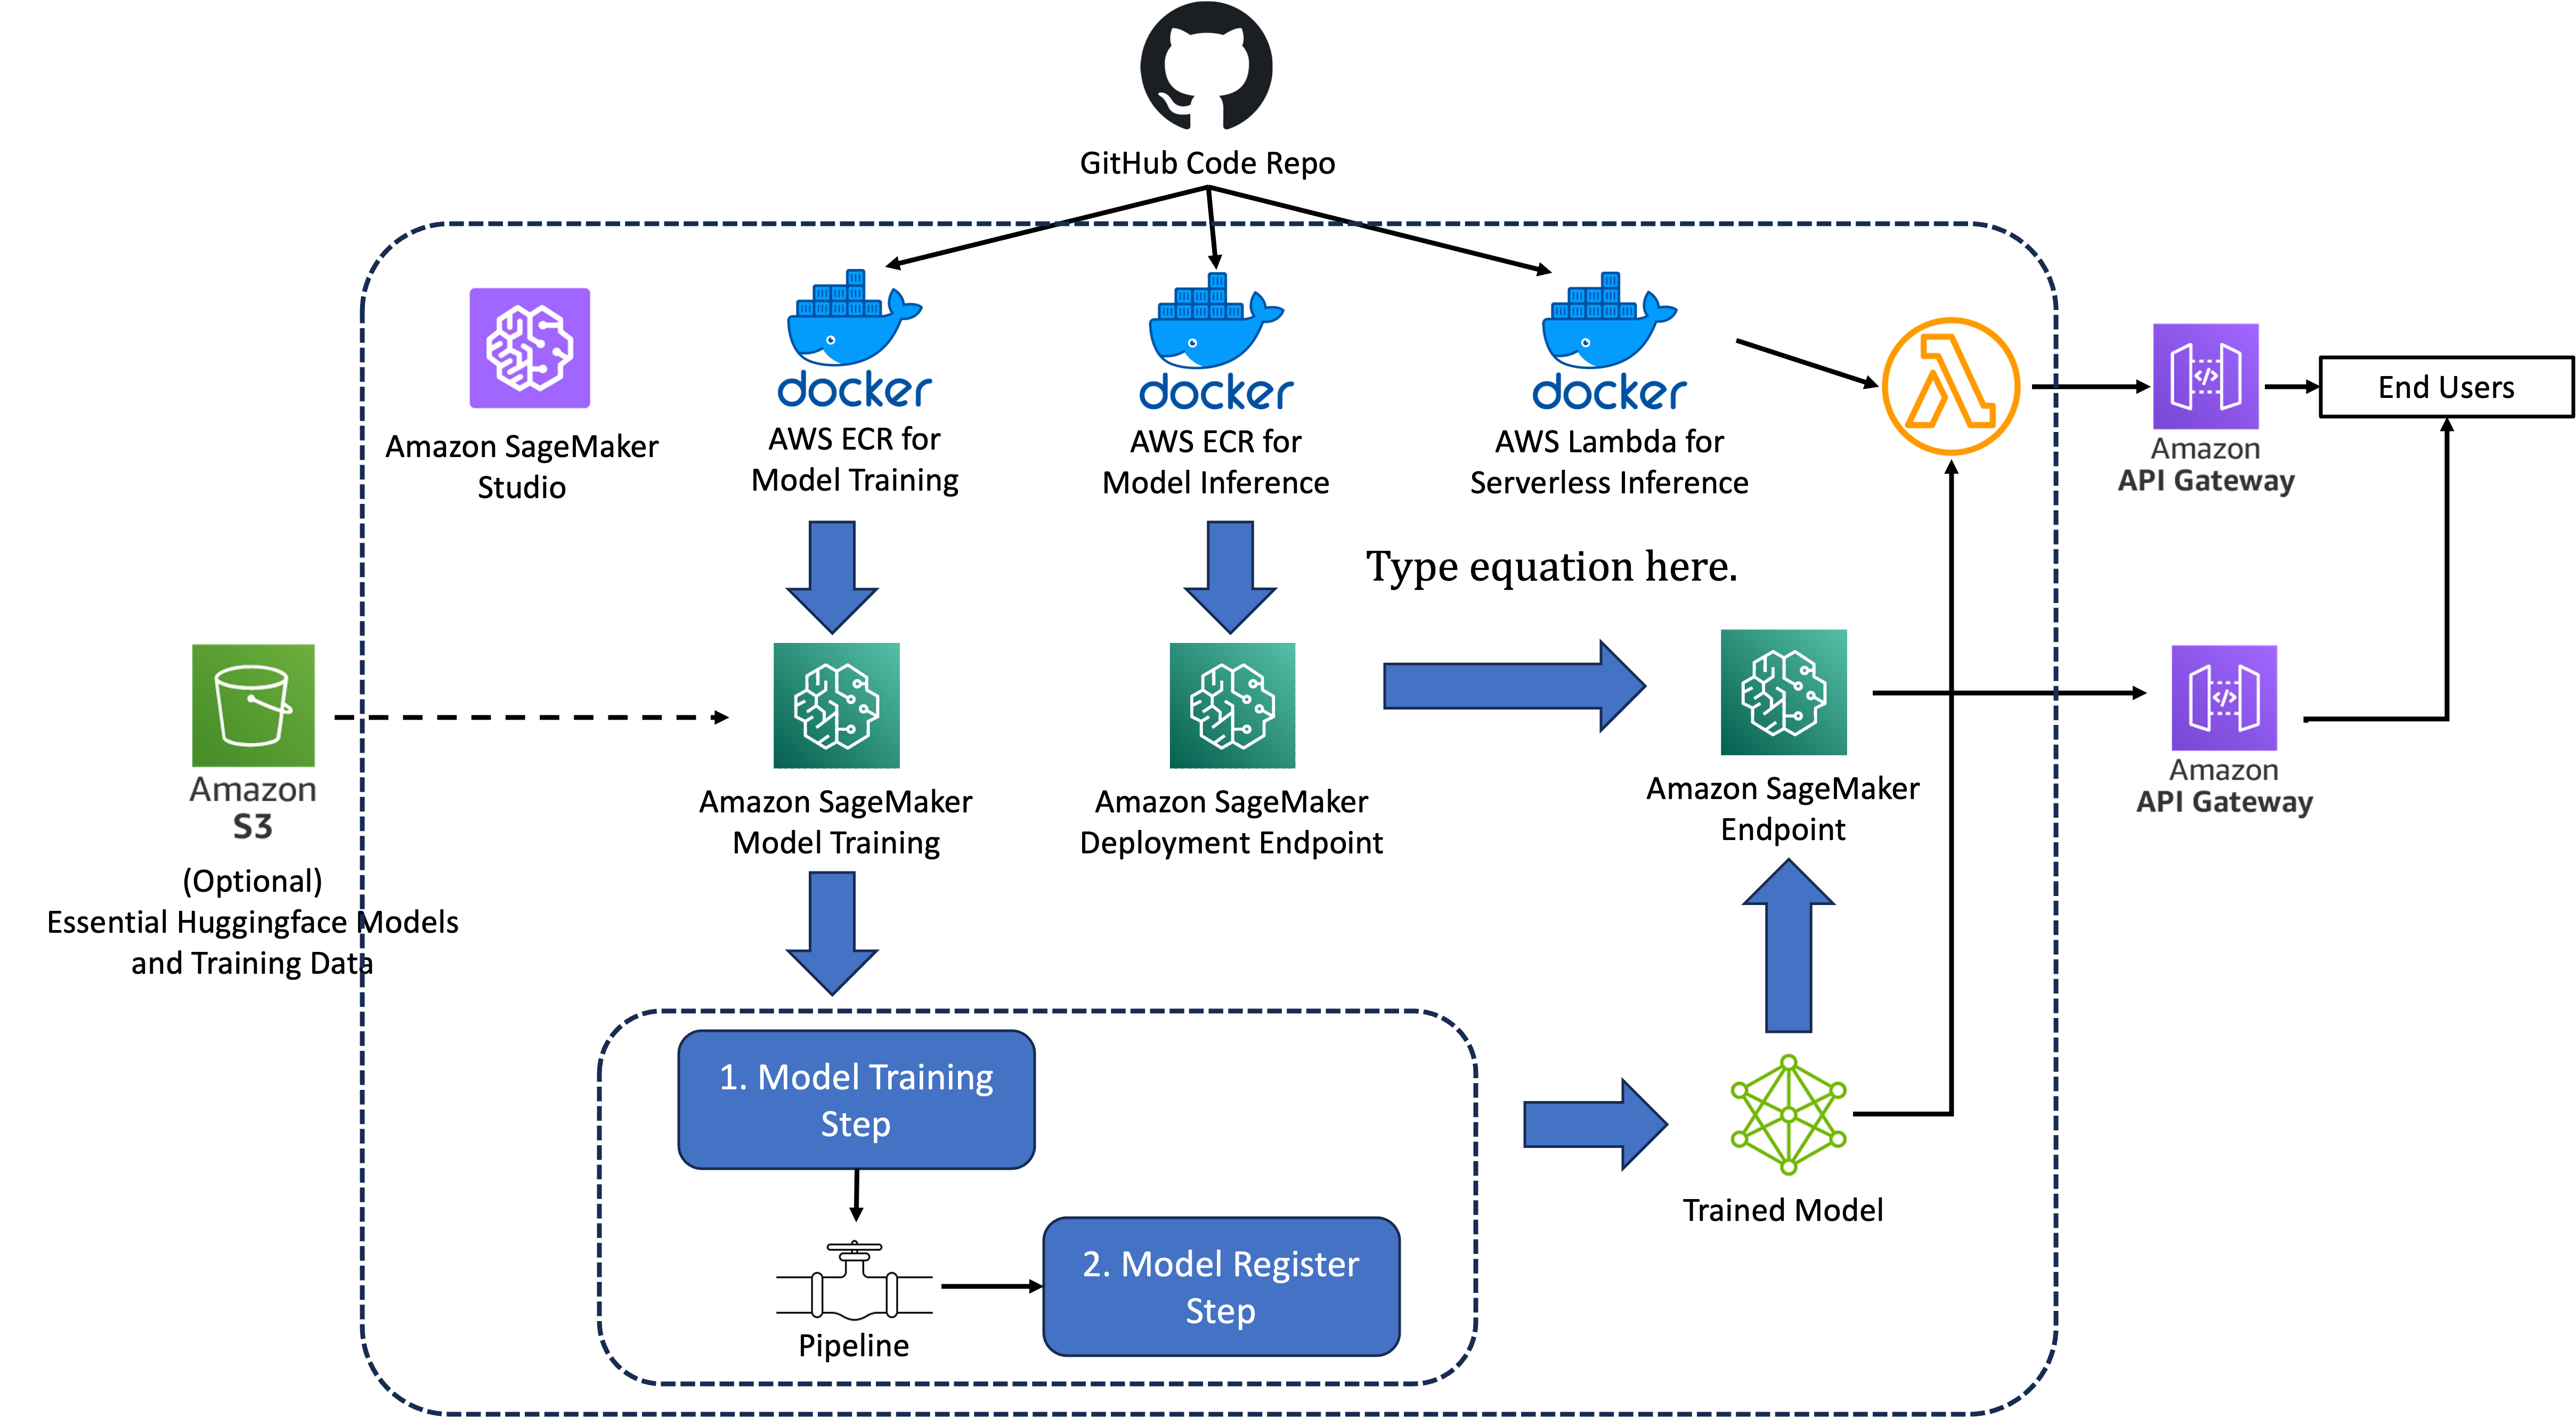 GitHub Code Repo
Amazon SageMaker
Studio
docker
AWS ECR for
Model Training
docker
AWS ECR for
Model Inference
docker
AWS Lambda for
Serverless Inference
Amazon
API Gateway
End Users
Type equation here.
Amazon
S3
(Optional)
Essential Huggingface Models
and Training Data
Amazon SageMaker
Model Training
Amazon SageMaker
Deployment Endpoint
Amazon SageMaker
Endpoint
Amazon
API Gateway
1. Model Training
Step
Pipeline
2. Model Register
Step
Trained Model